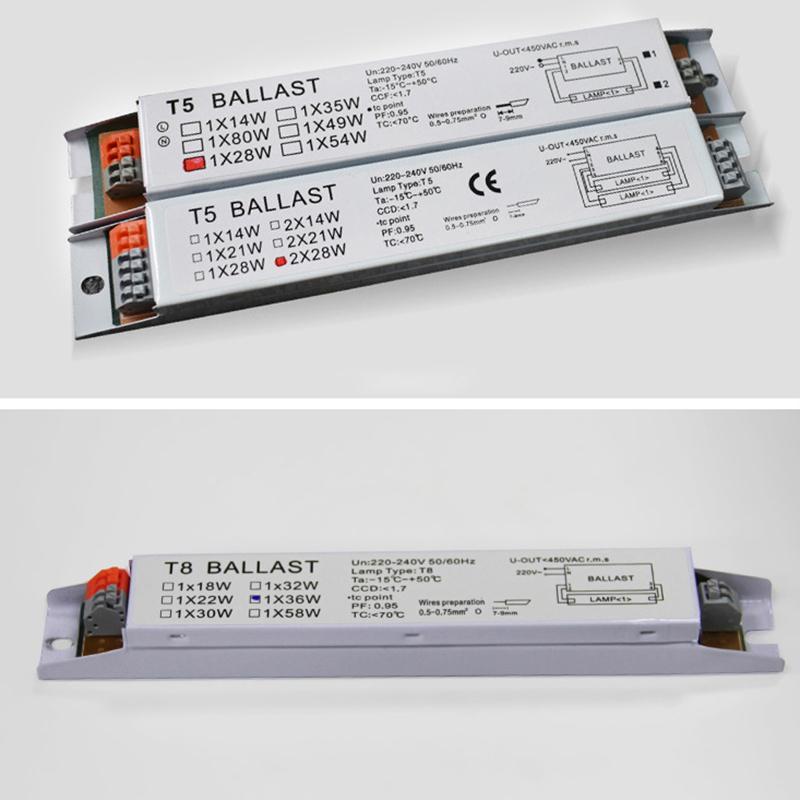 T5 BALLAST
Ⓛ
Ⓝ
1X14W 1X35W
1X80W 1X49W
1X28W 1X54W
Un:220~240V 50/60Hz
Lamp Type:T5
Ta:-15°C~+50°C
CCF:<1.7
•tc point
PF:0.95
TC:<70°C
Wires preparation
0.5-0.75mm²
7-9mm
U-OUT<450VAC r.m.s
220V~
BALLAST
LAMP<1>
1
2
T5 BALLAST
1X14W 2X14W
1X21W 2X21W
1X28W 2X28W
Un:220-240V 50/60Hz
Lamp Type:T5
Ta:-15℃~+50℃
CCD:<1.7
•tc point
PF:0.95
TC:<70℃
CE
Wires preparation
0.5-0.75mm² O
7-9mm
U-OUT<450VAC r.m.s
220V~
BALLAST
LAMP<1>
LAMP<1>
T8 BALLAST
1x18W 1x32W
1X22W 1X36W
1X30W 1X58W
Un:220-240V 50/60Hz
Lamp Type: T8
Ta:-15℃~+50℃
CCD:<1.7
•tc point
PF: 0.95
TC:<70℃
Wires preparation
0.5-0.75mm² O
7-9mm
U-OUT<450VAC r.m.s
220V~
BALLAST
LAMP<1>